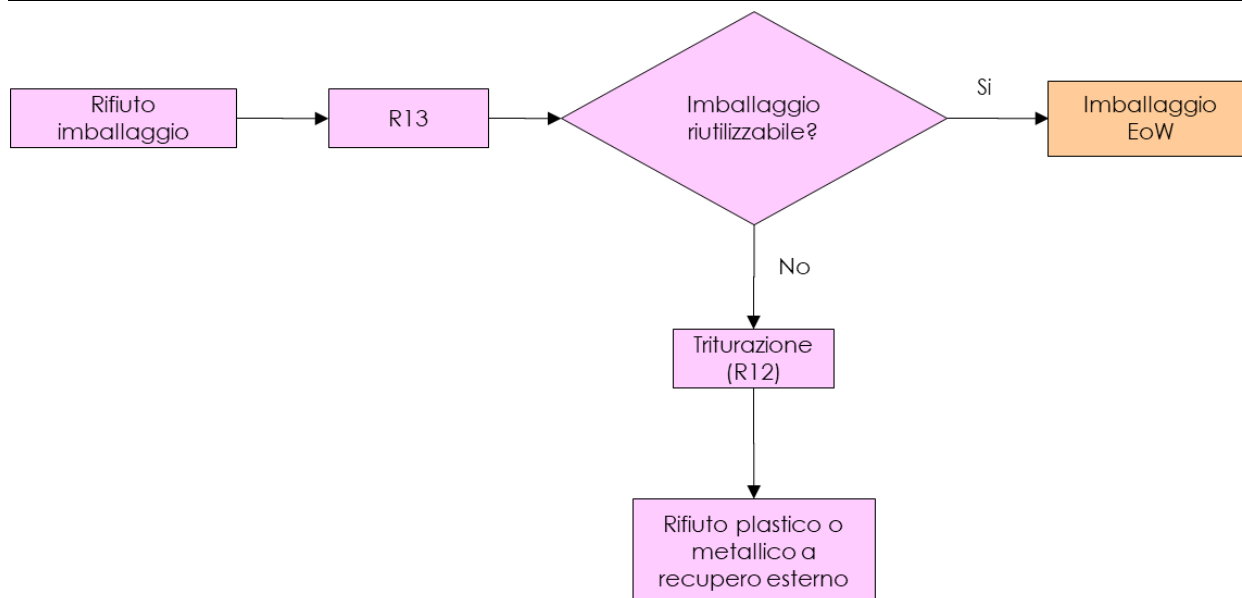 Rifiuto
imballaggio
R13
Imballaggio
riutilizzabile?
Si
Imballaggio
EoW
No
Triturazione
(R12)
Rifiuto plastico o
metallico a
recupero esterno